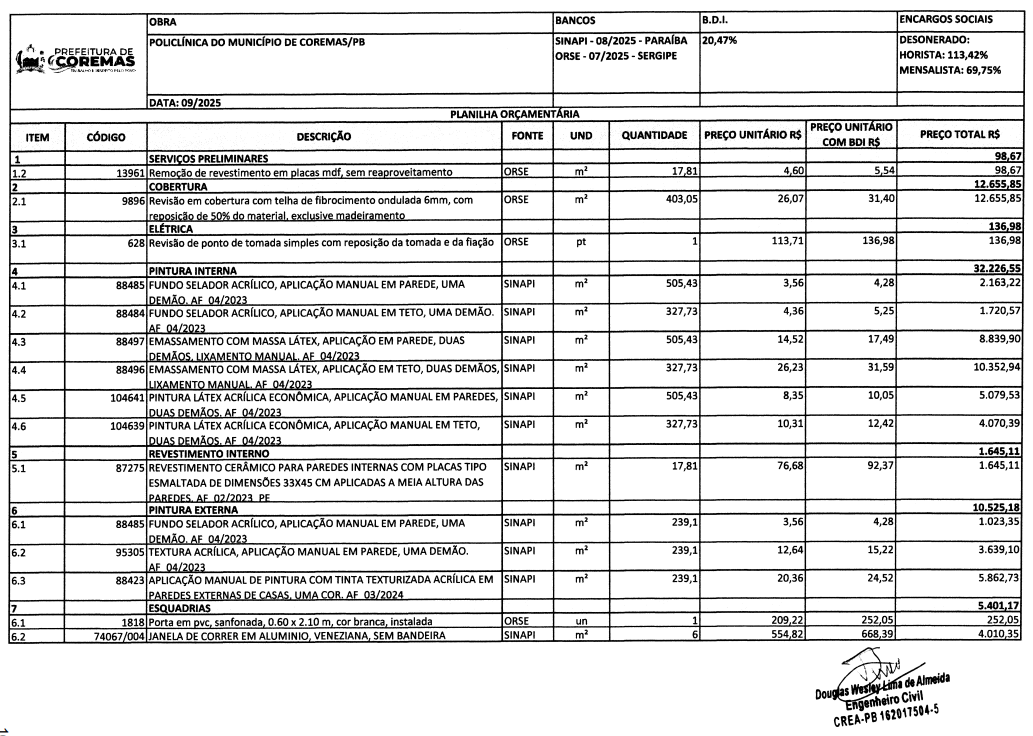 PREFEITURA DE
COREMAS
OBRA
POLICLÍNICA DO MUNICÍPIO DE COREMAS/PB
DATA: 09/2025
BANCOS
SINAPI - 08/2025 - PARAÍBA
ORSE - 07/2025 - SERGIPE
B.D.I.
20,47%
ENCARGOS SOCIAIS
DESONERADO:
HORISTA: 113,42%
MENSALISTA: 69,75%
PLANILHA ORÇAMENTÁRIA
ITEM CÓDIGO DESCRIÇÃO FONTE UND QUANTIDADE PREÇO UNITÁRIO R$ PREÇO UNITÁRIO COM BDI R$ PREÇO TOTAL R$
1 SERVIÇOS PRELIMINARES 98,67
1.2 13961 Remoção de revestimento em placas mdf, sem reaproveitamento ORSE m² 17,81 4,60 5,54 98,67
2 COBERTURA 12.655,85
2.1 9896 Revisão em cobertura com telha de fibrocimento ondulada 6mm, com ORSE m² 403,05 26,07 31,40 12.655,85
reposição de 50% do material, exclusive madeiramento
3 ELÉTRICA 136,98
3.1 628 Revisão de ponto de tomada simples com reposição da tomada e da fiação ORSE pt 1 113,71 136,98 136,98
4 PINTURA INTERNA 32.226,55
4.1 88485 FUNDO SELADOR ACRÍLICO, APLICAÇÃO MANUAL EM PAREDE, UMA SINAPI m² 505,43 3,56 4,28 2.163,22
DEMÃO. AF_04/2023
4.2 88484 FUNDO SELADOR ACRÍLICO, APLICAÇÃO MANUAL EM TETO, UMA DEMÃO. SINAPI m² 327,73 4,36 5,25 1.720,57
AF_04/2023
4.3 88497 EMASSAMENTO COM MASSA LÁTEX, APLICAÇÃO EM PAREDE, DUAS SINAPI m² 505,43 14,52 17,49 8.839,90
DEMÃOS, LIXAMENTO MANUAL. AF_04/2023
4.4 88496 EMASSAMENTO COM MASSA LÁTEX, APLICAÇÃO EM TETO, DUAS DEMÃOS, SINAPI m² 327,73 26,23 31,59 10.352,94
LIXAMENTO MANUAL. AF_04/2023
4.5 104641 PINTURA LÁTEX ACRÍLICA ECONÔMICA, APLICAÇÃO MANUAL EM PAREDES, SINAPI m² 505,43 8,35 10,05 5.079,53
DUAS DEMÃOS. AF_04/2023
4.6 104639 PINTURA LÁTEX ACRÍLICA ECONÔMICA, APLICAÇÃO MANUAL EM TETO, SINAPI m² 327,73 10,31 12,42 4.070,39
DUAS DEMÃOS. AF_04/2023
5 REVESTIMENTO INTERNO 1.645,11
5.1 87275 REVESTIMENTO CERÂMICO PARA PAREDES INTERNAS COM PLACAS TIPO SINAPI m² 17,81 76,68 92,37 1.645,11
ESMALTADA DE DIMENSÕES 33X45 CM APLICADAS A MEIA ALTURA DAS
PAREDES. AF_02/2023_PE
6 PINTURA EXTERNA 10.525,18
6.1 88485 FUNDO SELADOR ACRÍLICO, APLICAÇÃO MANUAL EM PAREDE, UMA SINAPI m² 239,1 3,56 4,28 1.023,35
DEMÃO. AF_04/2023
6.2 95305 TEXTURA ACRÍLICA, APLICAÇÃO MANUAL EM PAREDE, UMA DEMÃO. SINAPI m² 239,1 12,64 15,22 3.639,10
AF_04/2023
6.3 88423 APLICAÇÃO MANUAL DE PINTURA COM TINTA TEXTURIZADA ACRÍLICA EM SINAPI m² 239,1 20,36 24,52 5.862,73
PAREDES EXTERNAS DE CASAS, UMA COR. AF_03/2024
7 ESQUADRIAS 5.401,17
6.1 1818 Porta em pvc, sanfonada, 0.60 x 2.10 m, cor branca, instalada ORSE un 1 209,22 252,05 252,05
6.2 74067/004 JANELA DE CORRER EM ALUMINIO, VENEZIANA, SEM BANDEIRA SINAPI m² 6 554,82 668,39 4.010,35
Douglas Wesley Lima de Almeida
Engenheiro Civil
CREA-PB 162017504-5